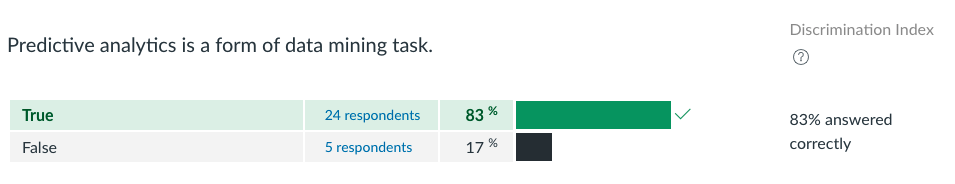 Discrimination Index
?
Predictive analytics is a form of data mining task.
True 24 respondents 83 %
False 5 respondents 17 %
83% answered
correctly